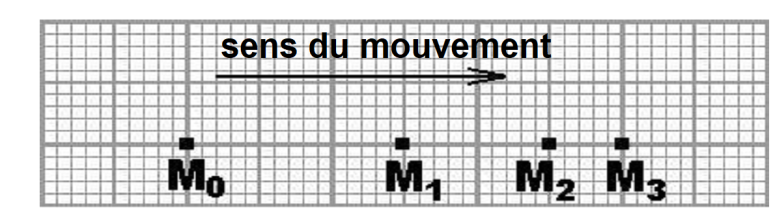 sens du mouvement
M₀ M₁ M₂ M₃